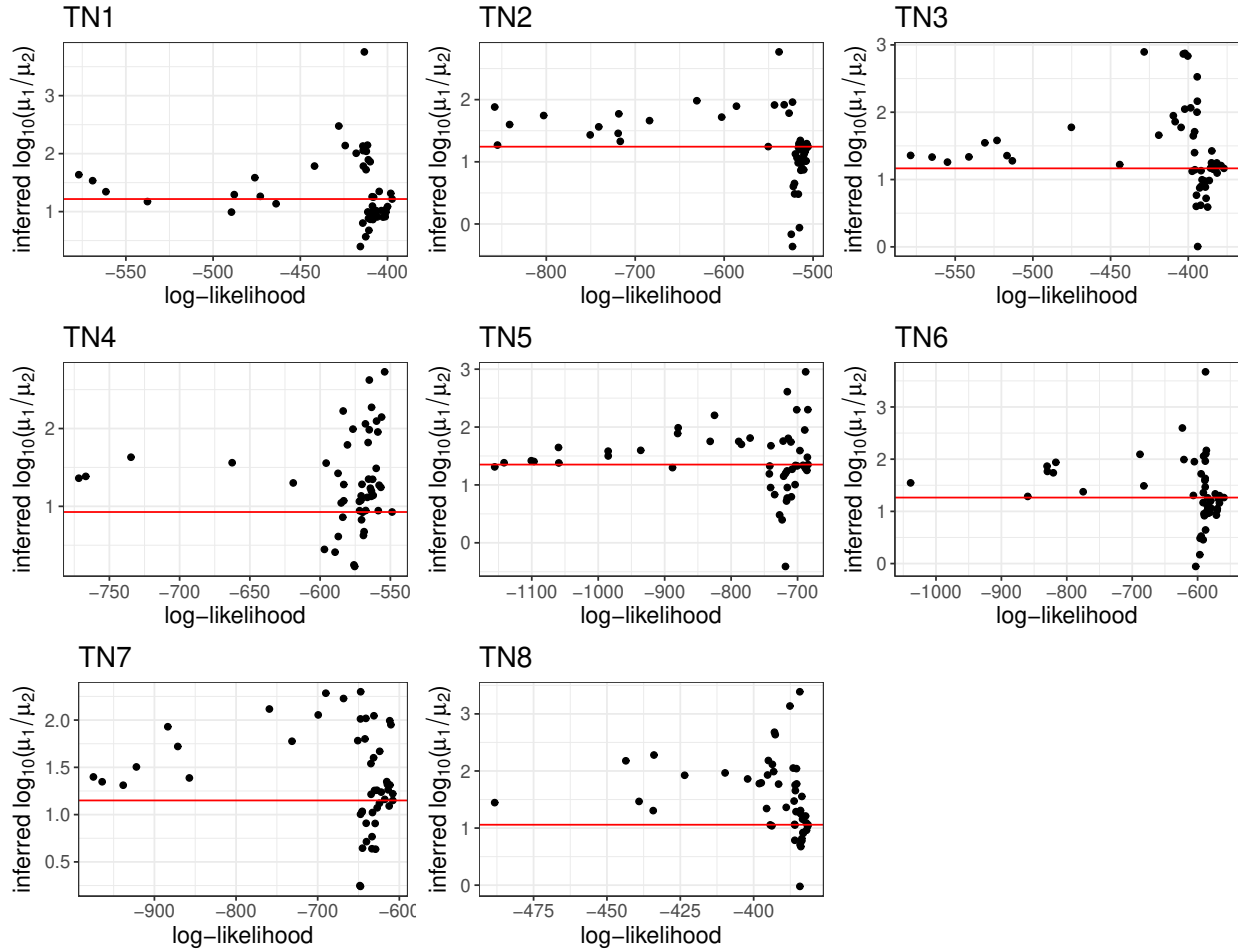 TN1 TN2 TN3
inferred log10(μ1/μ2) inferred log10(μ1/μ2) inferred log10(μ1/μ2)
3 2 1
2 1 0
3 2 1 0
−550 −500 −450 −400 −800 −700 −600 −500 −550 −500 −450 −400
log−likelihood log−likelihood log−likelihood
TN4 TN5 TN6
inferred log10(μ1/μ2) inferred log10(μ1/μ2) inferred log10(μ1/μ2)
2 1
3 2 1 0
3 2 1 0
−750 −700 −650 −600 −550 −1100 −1000 −900 −800 −700 −1000 −900 −800 −700 −600
log−likelihood log−likelihood log−likelihood
TN7 TN8
inferred log10(μ1/μ2) inferred log10(μ1/μ2)
2.0 1.5 1.0 0.5
3 2 1 0
−900 −800 −700 −600 −475 −450 −425 −400
log−likelihood log−likelihood